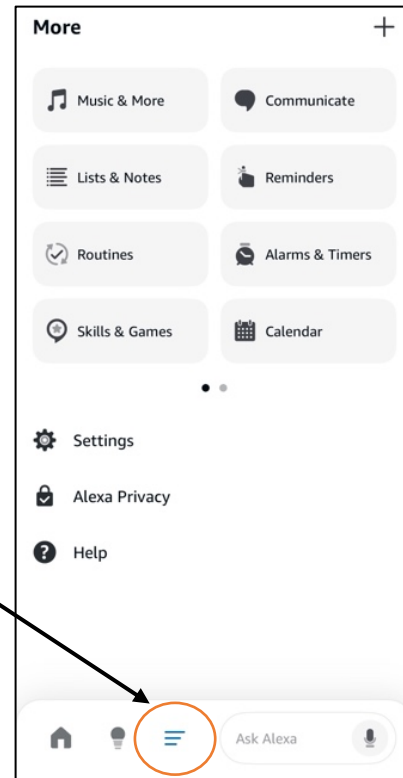 More
Music & More
Communicate
Lists & Notes
Reminders
Routines
Alarms & Timers
Skills & Games
Calendar
Settings
Alexa Privacy
Help
Ask Alexa